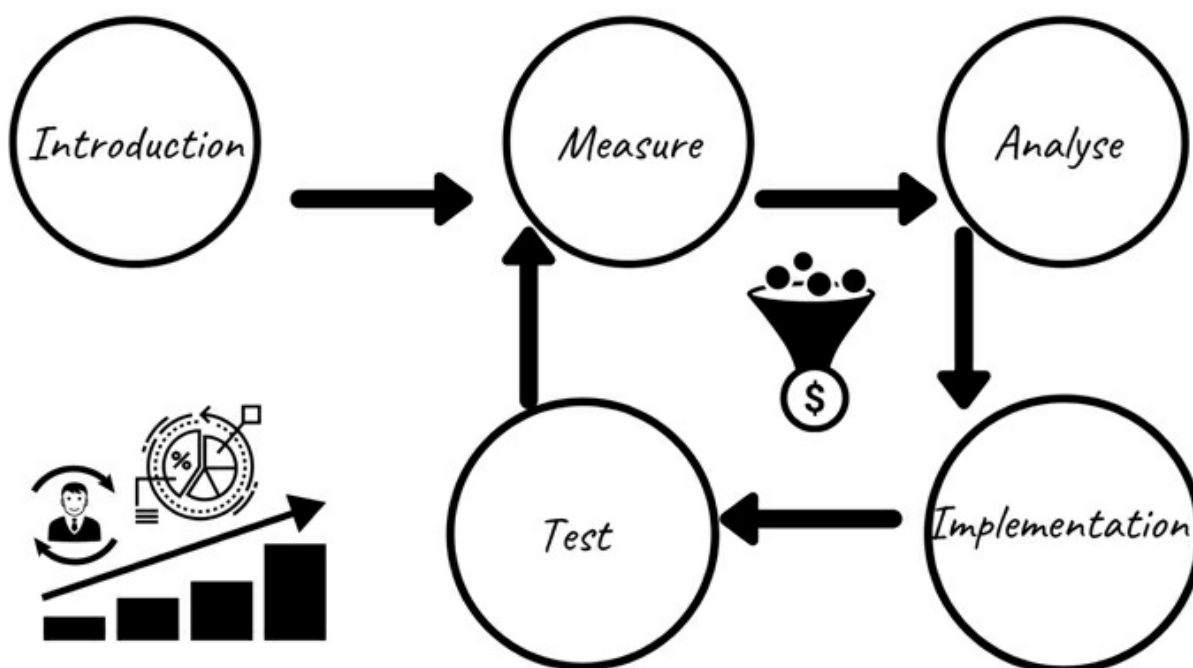 Introduction
Measure
Analyse
$
%
Test
Implementation